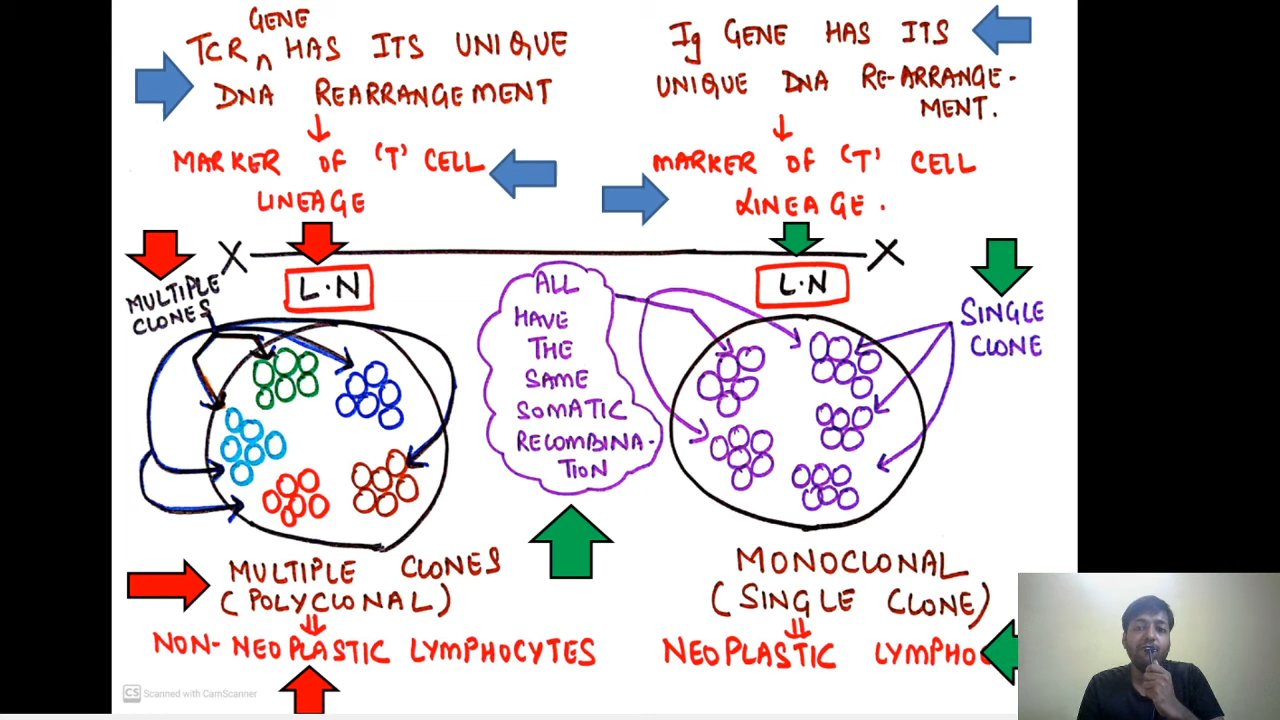 GENE
TCR ∩ HAS ITS UNIQUE
DNA REARRANGEMENT
↓
MARKER OF 'T' CELL
LINEAGE
Ig GENE HAS ITS
UNIQUE DNA RE-ARRANGE-
MENT.
↓
MARKER OF 'T' CELL
LINEAGE.
MULTIPLE
CLONES
L.N
ALL
HAVE
THE
SAME
SOMATIC
RECOMBINA-
TION
L.N
SINGLE
CLONE
MULTIPLE CLONES
(POLYCLONAL)
NON-NEOPLASTIC LYMPHOCYTES
MONOCLONAL
(SINGLE CLONE)
NEOPLASTIC
CS Scanned with CamScanner